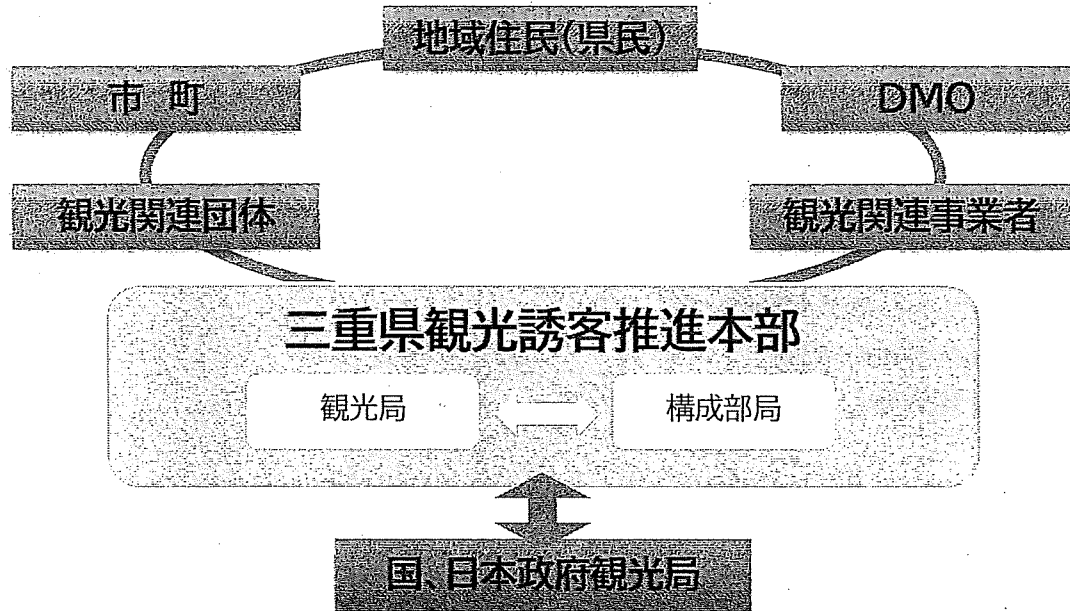 地域住民(県民)
市 町
DMO
観光関連団体
観光関連事業者
三重県観光誘客推進本部
観光局
構成部局
国、日本政府観光局